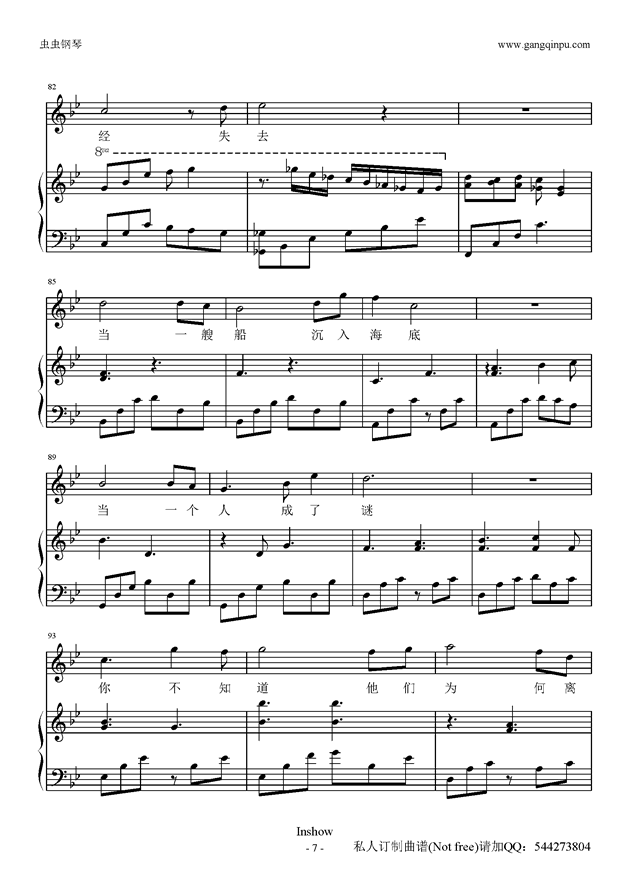 虫虫钢琴 www.gangqinpu.com
82
经 失 去
8va
85
当 一 艘 船 沉 入 海 底
89
当 一 个 人 成 了 谜
93
你 不 知 道 他 们 为 何 离
Inshow
- 7 - 私人订制曲谱(Not free)请加QQ：544273804